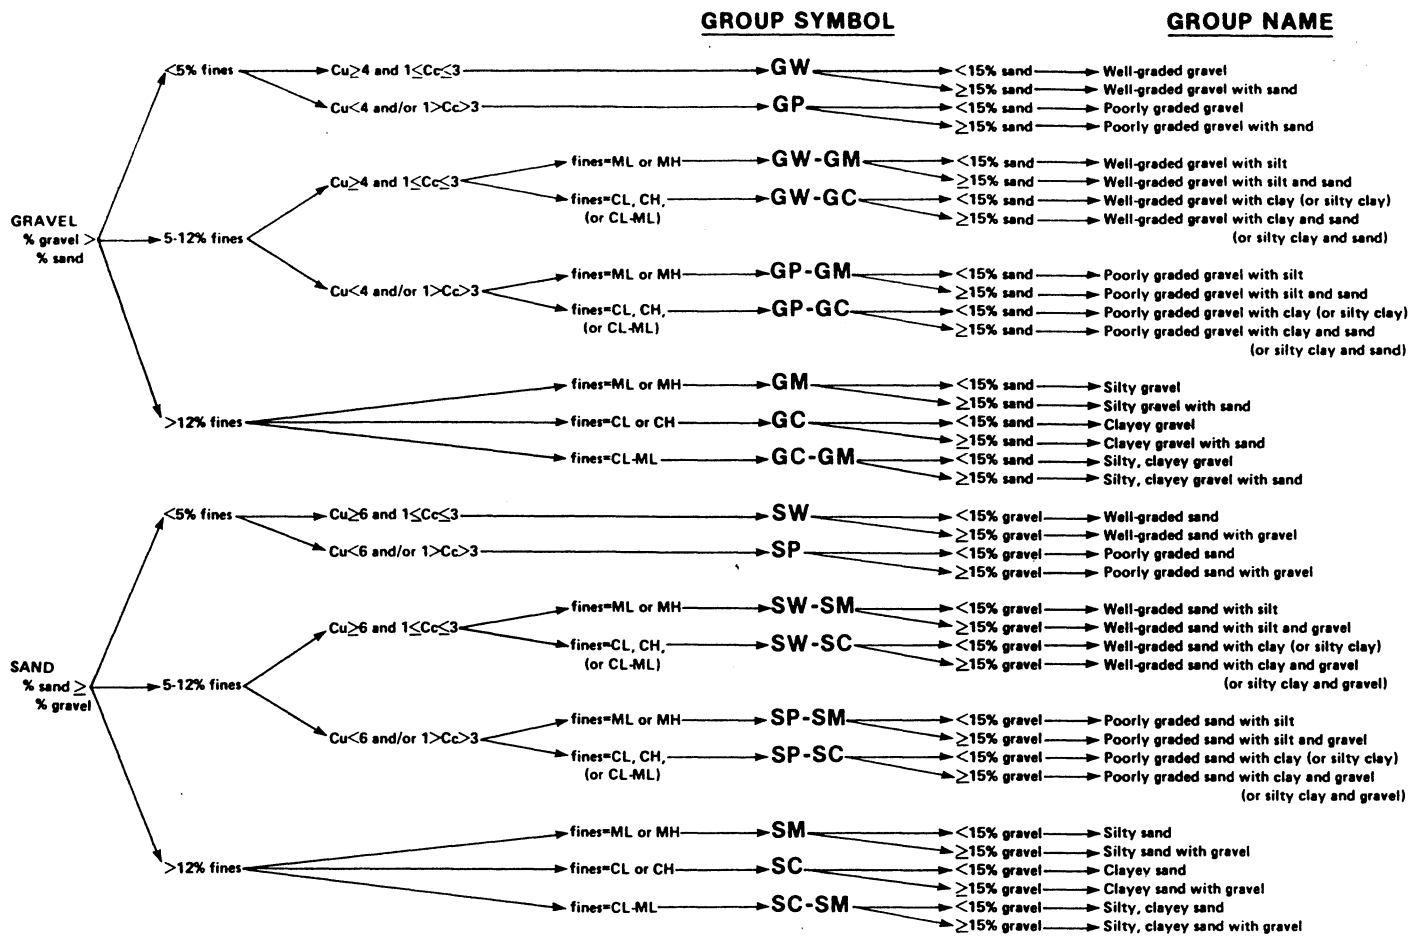 GROUP SYMBOL GROUP NAME
<5% fines Cu≥4 and 1≤Cc≤3 GW <15% sand Well-graded gravel
≥15% sand Well-graded gravel with sand
Cu<4 and/or 1>Cc>3 GP <15% sand Poorly graded gravel
≥15% sand Poorly graded gravel with sand
fines=ML or MH GW-GM <15% sand Well-graded gravel with silt
Cu≥4 and 1≤Cc≤3 ≥15% sand Well-graded gravel with silt and sand
fines=CL, CH, GW-GC <15% sand Well-graded gravel with clay (or silty clay)
(or CL-ML) ≥15% sand Well-graded gravel with clay and sand
GRAVEL
% gravel > 5-12% fines (or silty clay and sand)
% sand
fines=ML or MH GP-GM <15% sand Poorly graded gravel with silt
Cu<4 and/or 1>Cc>3 ≥15% sand Poorly graded gravel with silt and sand
fines=CL, CH, GP-GC <15% sand Poorly graded gravel with clay (or silty clay)
(or CL-ML) ≥15% sand Poorly graded gravel with clay and sand
(or silty clay and sand)
fines=ML or MH GM <15% sand Silty gravel
≥15% sand Silty gravel with sand
>12% fines fines=CL or CH GC <15% sand Clayey gravel
≥15% sand Clayey gravel with sand
fines=CL-ML GC-GM <15% sand Silty, clayey gravel
≥15% sand Silty, clayey gravel with sand
<5% fines Cu≥6 and 1≤Cc≤3 SW <15% gravel Well-graded sand
≥15% gravel Well-graded sand with gravel
Cu<6 and/or 1>Cc>3 SP <15% gravel Poorly graded sand
≥15% gravel Poorly graded sand with gravel
fines=ML or MH SW-SM <15% gravel Well-graded sand with silt
Cu≥6 and 1≤Cc≤3 ≥15% gravel Well-graded sand with silt and gravel
fines=CL, CH, SW-SC <15% gravel Well-graded sand with clay (or silty clay)
(or CL-ML) ≥15% gravel Well-graded sand with clay and gravel
SAND
% sand ≥ 5-12% fines (or silty clay and gravel)
% gravel
fines=ML or MH SP-SM <15% gravel Poorly graded sand with silt
Cu<6 and/or 1>Cc>3 ≥15% gravel Poorly graded sand with silt and gravel
fines=CL, CH, SP-SC <15% gravel Poorly graded sand with clay (or silty clay)
(or CL-ML) ≥15% gravel Poorly graded sand with clay and gravel
(or silty clay and gravel)
fines=ML or MH SM <15% gravel Silty sand
≥15% gravel Silty sand with gravel
>12% fines fines=CL or CH SC <15% gravel Clayey sand
≥15% gravel Clayey sand with gravel
fines=CL-ML SC-SM <15% gravel Silty, clayey sand
≥15% gravel Silty, clayey sand with gravel